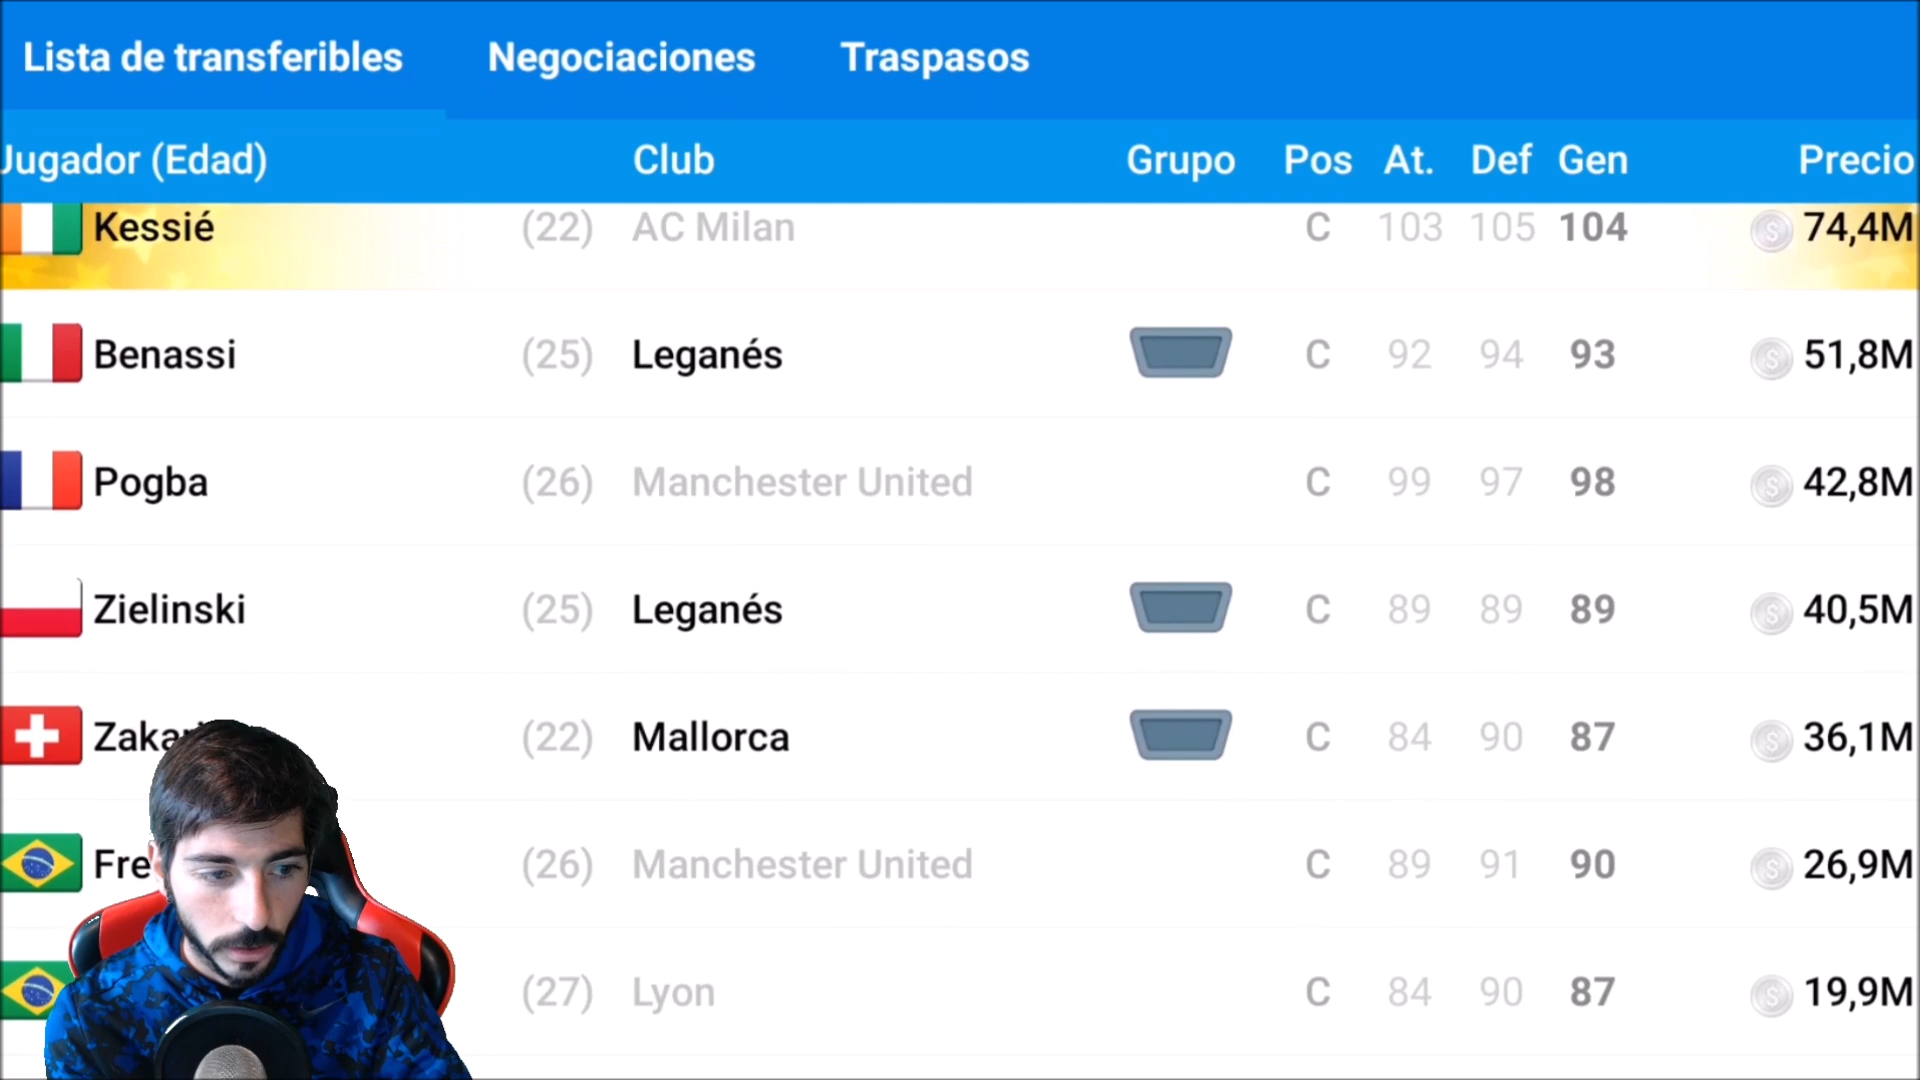 Lista de transferibles Negociaciones Traspasos
Jugador (Edad) Club Grupo Pos At. Def Gen Precio
Kessié (22) AC Milan C 103 105 104 74,4M
Benassi (25) Leganés C 92 94 93 51,8M
Pogba (26) Manchester United C 99 97 98 42,8M
Zielinski (25) Leganés C 89 89 89 40,5M
(22) Mallorca C 84 90 87 36,1M
(26) Manchester United C 89 91 90 26,9M
(27) Lyon C 84 90 87 19,9M